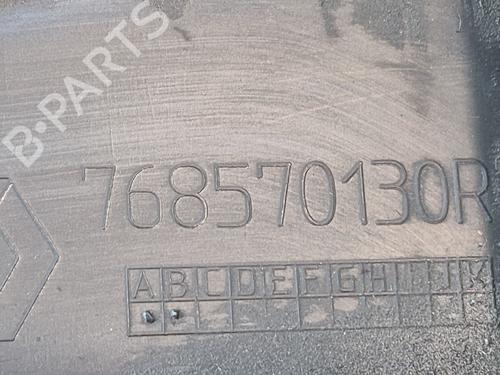 B-PARTS
768570130R
A B C D E F G H I J K